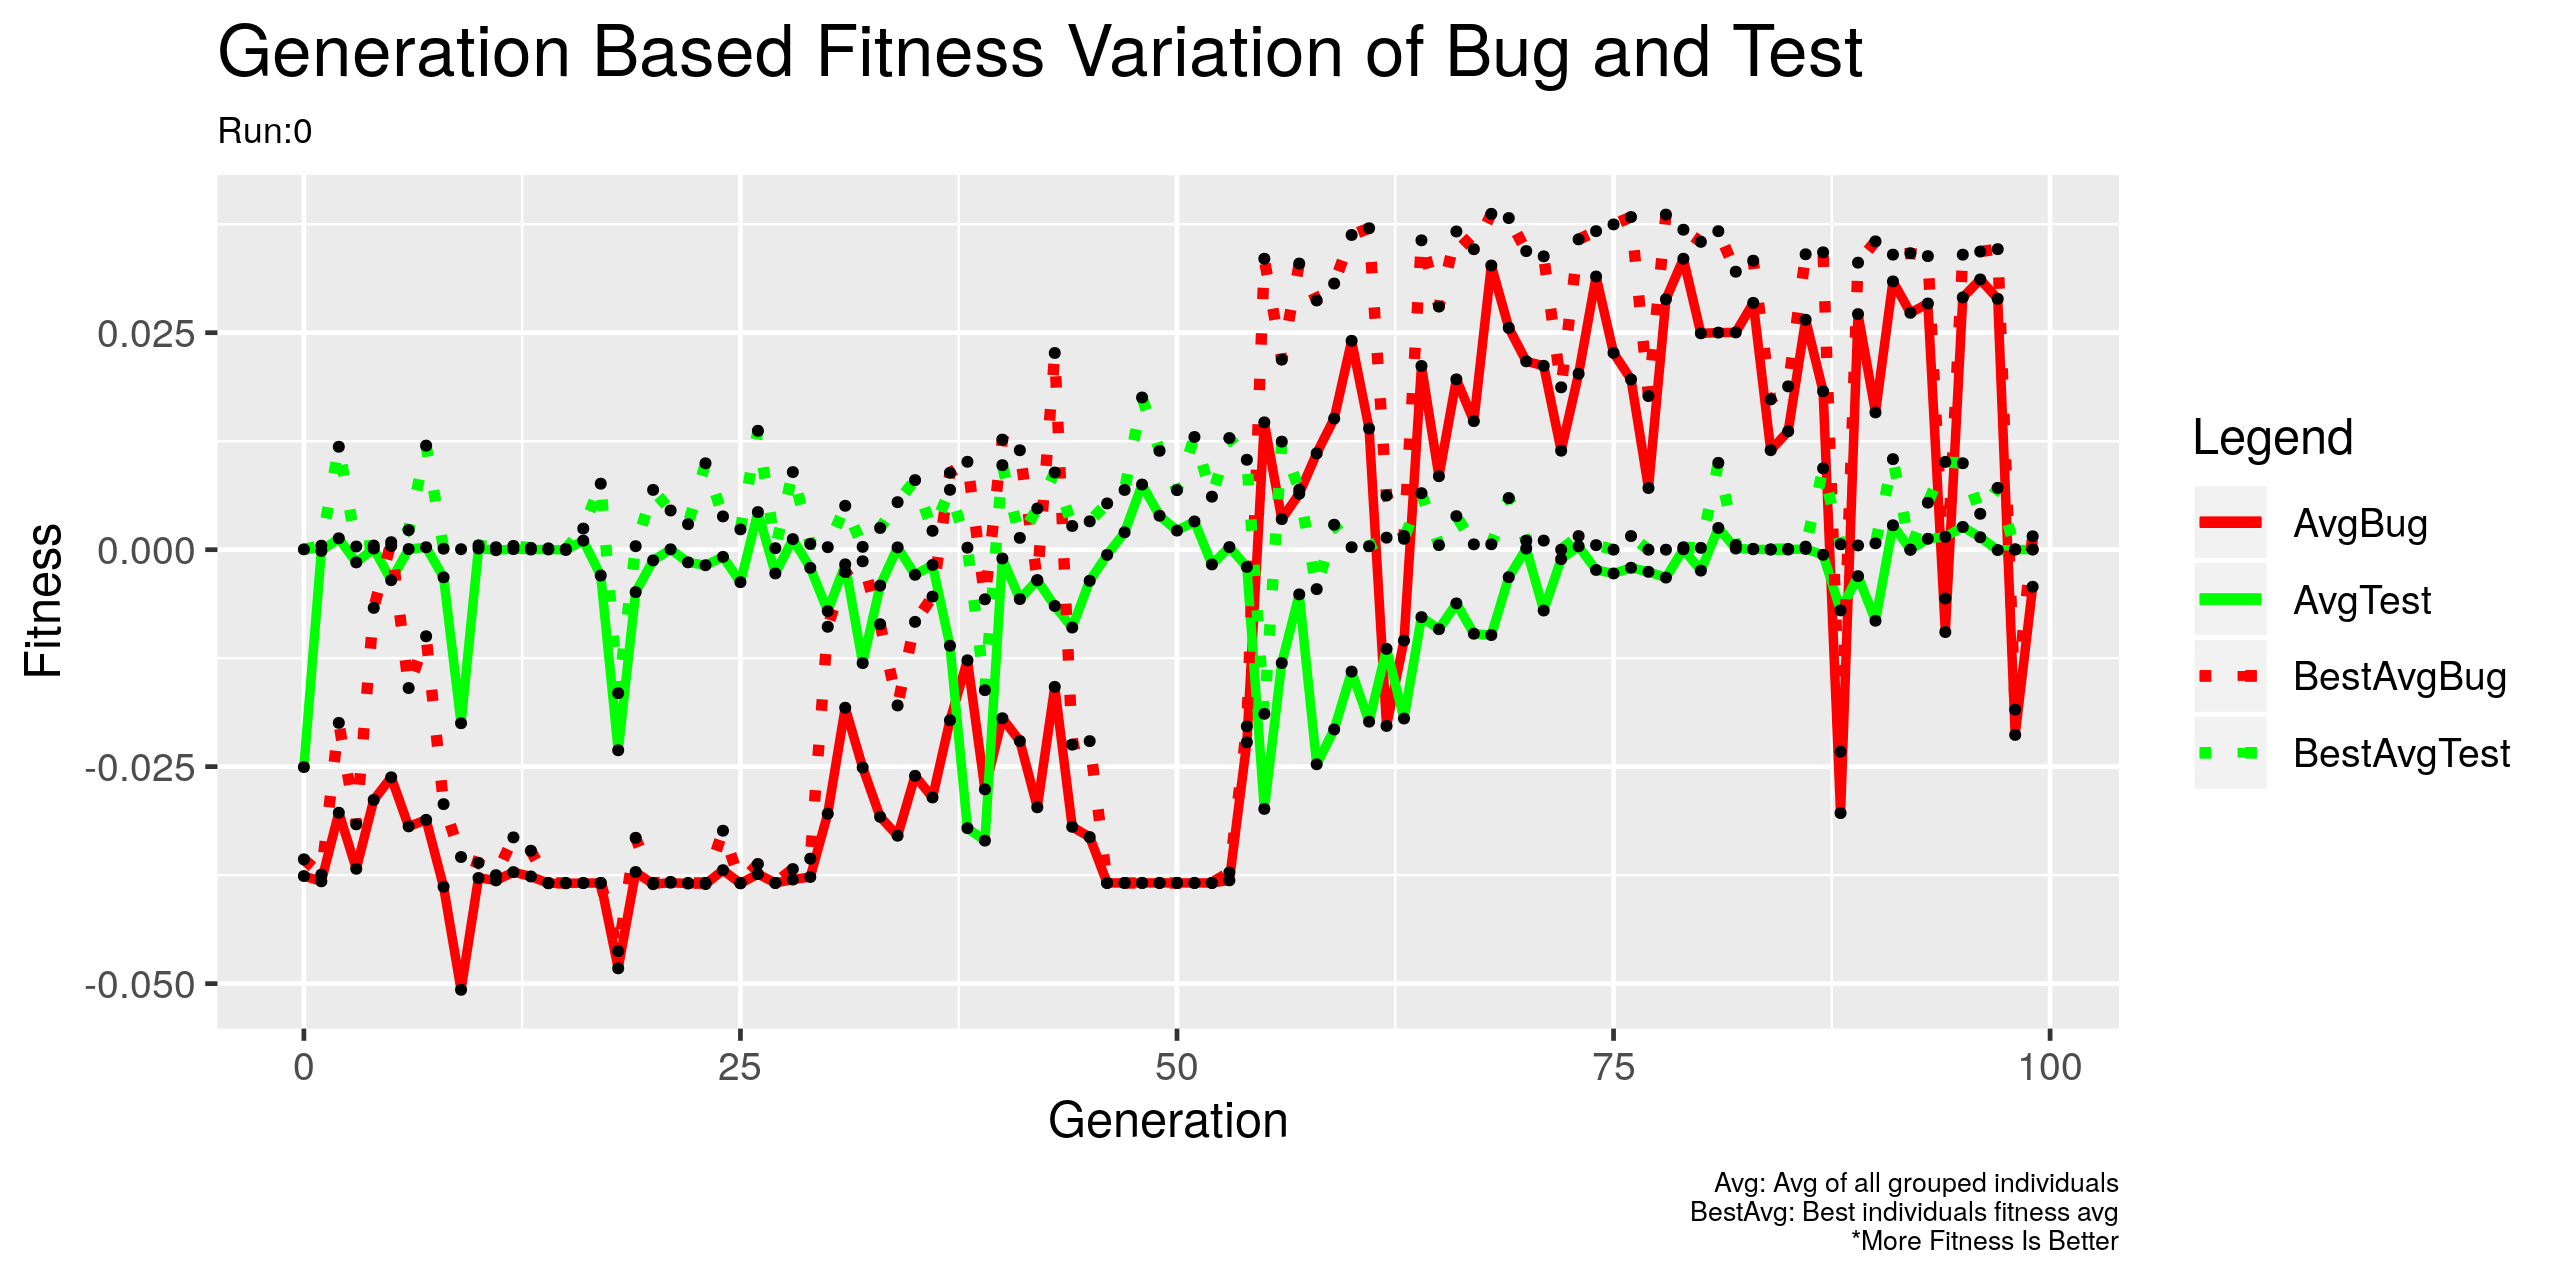 Generation Based Fitness Variation of Bug and Test
Run:0
Fitness
0.025
0.000
-0.025
-0.050
0
25
50
75
100
Generation
Legend
AvgBug
AvgTest
BestAvgBug
BestAvgTest
Avg: Avg of all grouped individuals
BestAvg: Best individuals fitness avg
*More Fitness Is Better